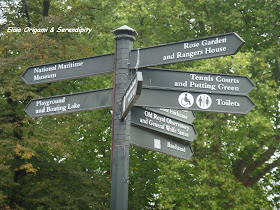 Elisa Origami & Serendipity
Rose Garden
and Rangers House
National Maritime
Museum
Tennis Courts
and Putting Green
Toilets
Playground
and Boating Lake
Old Royal Observatory
and General Wolfe
Statue
Bandstand